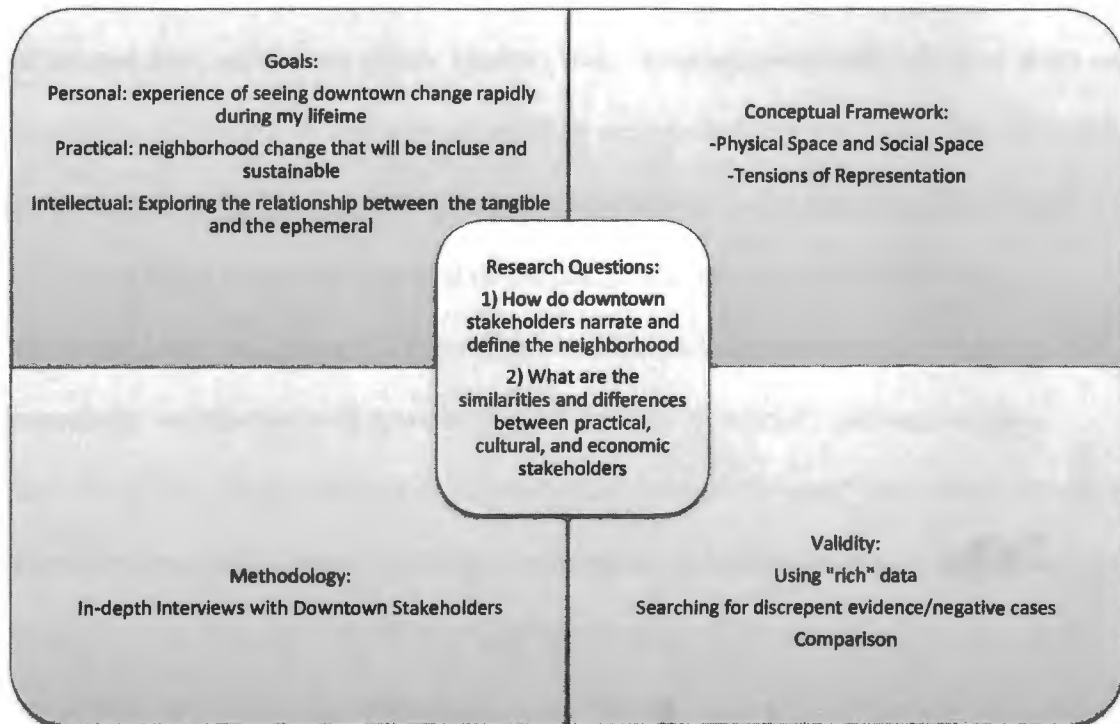 Goals:
Personal: experience of seeing downtown change rapidly
during my lifeime
Practical: neighborhood change that will be incluse and
sustainable
Intellectual: Exploring the relationship between the tangible
and the ephemeral
Conceptual Framework:
-Physical Space and Social Space
-Tensions of Representation
Research Questions:
1) How do downtown
stakeholders narrate and
define the neighborhood
2) What are the
similarities and differences
between practical,
cultural, and economic
stakeholders
Methodology:
In-depth Interviews with Downtown Stakeholders
Validity:
Using "rich" data
Searching for discrepent evidence/negative cases
Comparison